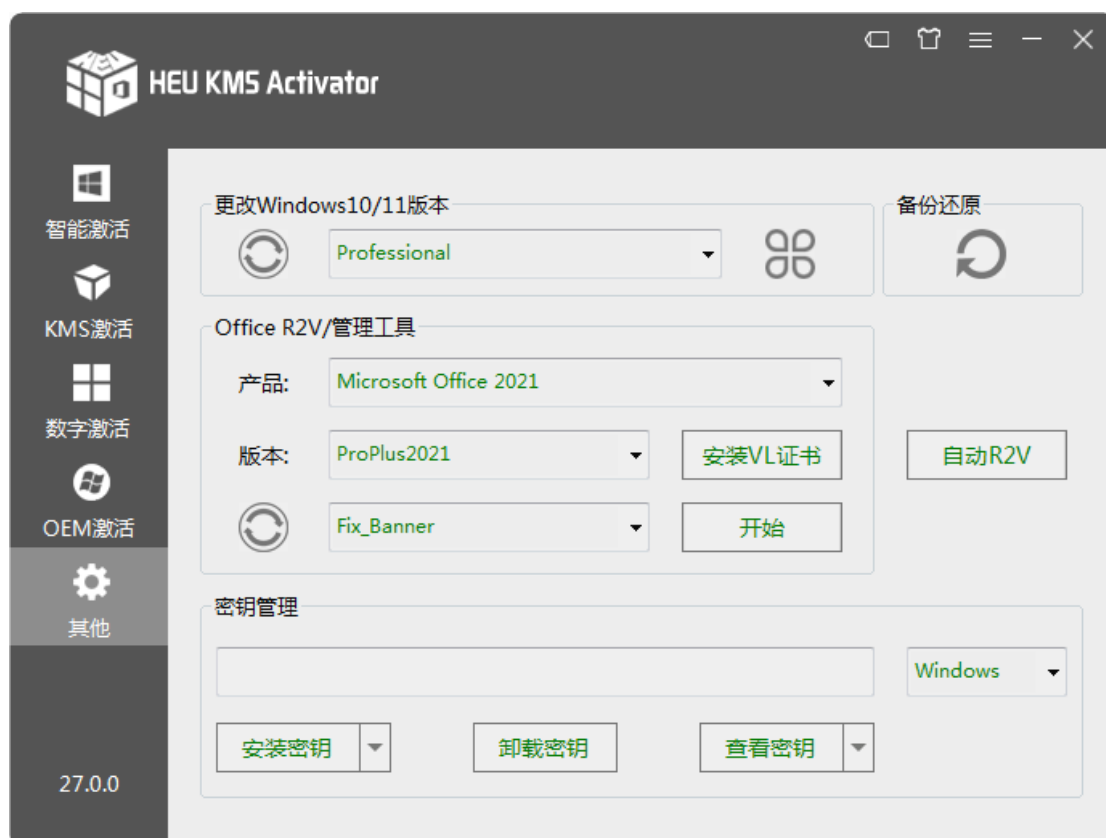 HEU KMS Activator
智能激活
KMS激活
数字激活
OEM激活
其他
27.0.0
更改Windows10/11版本
Professional
备份还原
Office R2V/管理工具
产品:
Microsoft Office 2021
版本:
ProPlus2021
安装VL证书
自动R2V
Fix_Banner
开始
密钥管理
Windows
安装密钥
卸载密钥
查看密钥